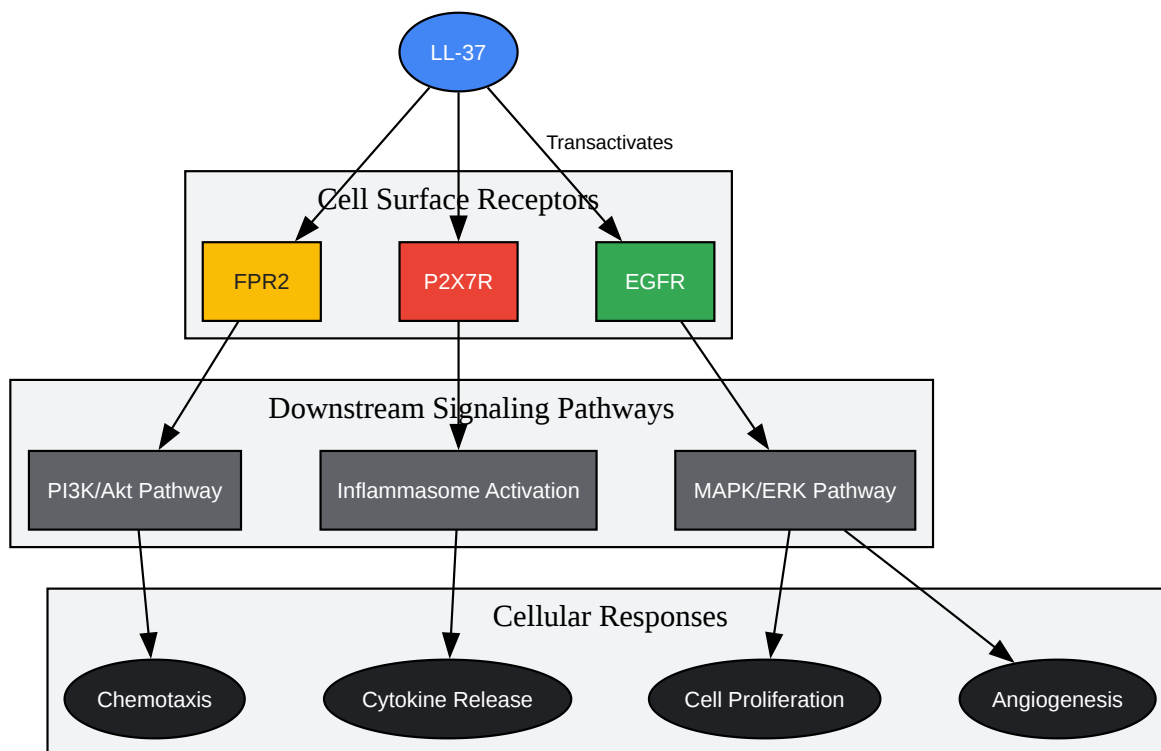 LL-37
Transactivates
Cell Surface Receptors
FPR2
P2X7R
EGFR
Downstream Signaling Pathways
PI3K/Akt Pathway
Inflammasome Activation
MAPK/ERK Pathway
Cellular Responses
Chemotaxis
Cytokine Release
Cell Proliferation
Angiogenesis